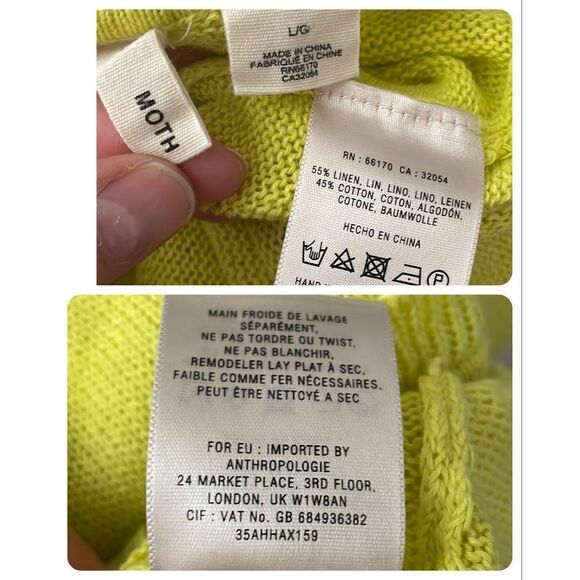 L/G
MADE IN CHINA
FABRIQUÉ EN CHINE
RN66170
CA32054
MOTH
RN : 66170 CA : 32054
55% LINEN, LIN, LINO, LINO, LEINEN
45% COTTON, COTON, ALGODÓN,
COTONE, BAUMWOLLE
HECHO EN CHINA
P
HAND
MAIN FROIDE DE LAVAGE
SÉPARÉMENT,
NE PAS TORDRE OU TWIST,
NE PAS BLANCHIR,
REMODELER LAY PLAT À SEC.
FAIBLE COMME FER NÉCESSAIRES.
PEUT ÊTRE NETTOYÉ A SEC
FOR EU : IMPORTED BY
ANTHROPOLOGIE
24 MARKET PLACE, 3RD FLOOR,
LONDON, UK W1W8AN
CIF : VAT No. GB 684936382
35AHHAX159